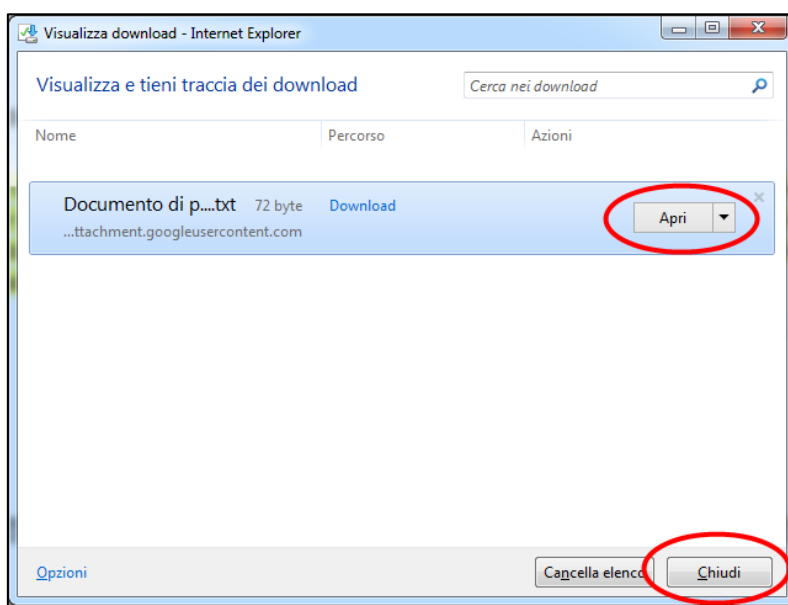 Visualizza download - Internet Explorer
Visualizza e tieni traccia dei download
Cerca nei download
Nome Percorso Azioni
Documento di p....txt 72 byte Download
Apri
...ttachment.googleusercontent.com
Opzioni
Cancella elenco
Chiudi